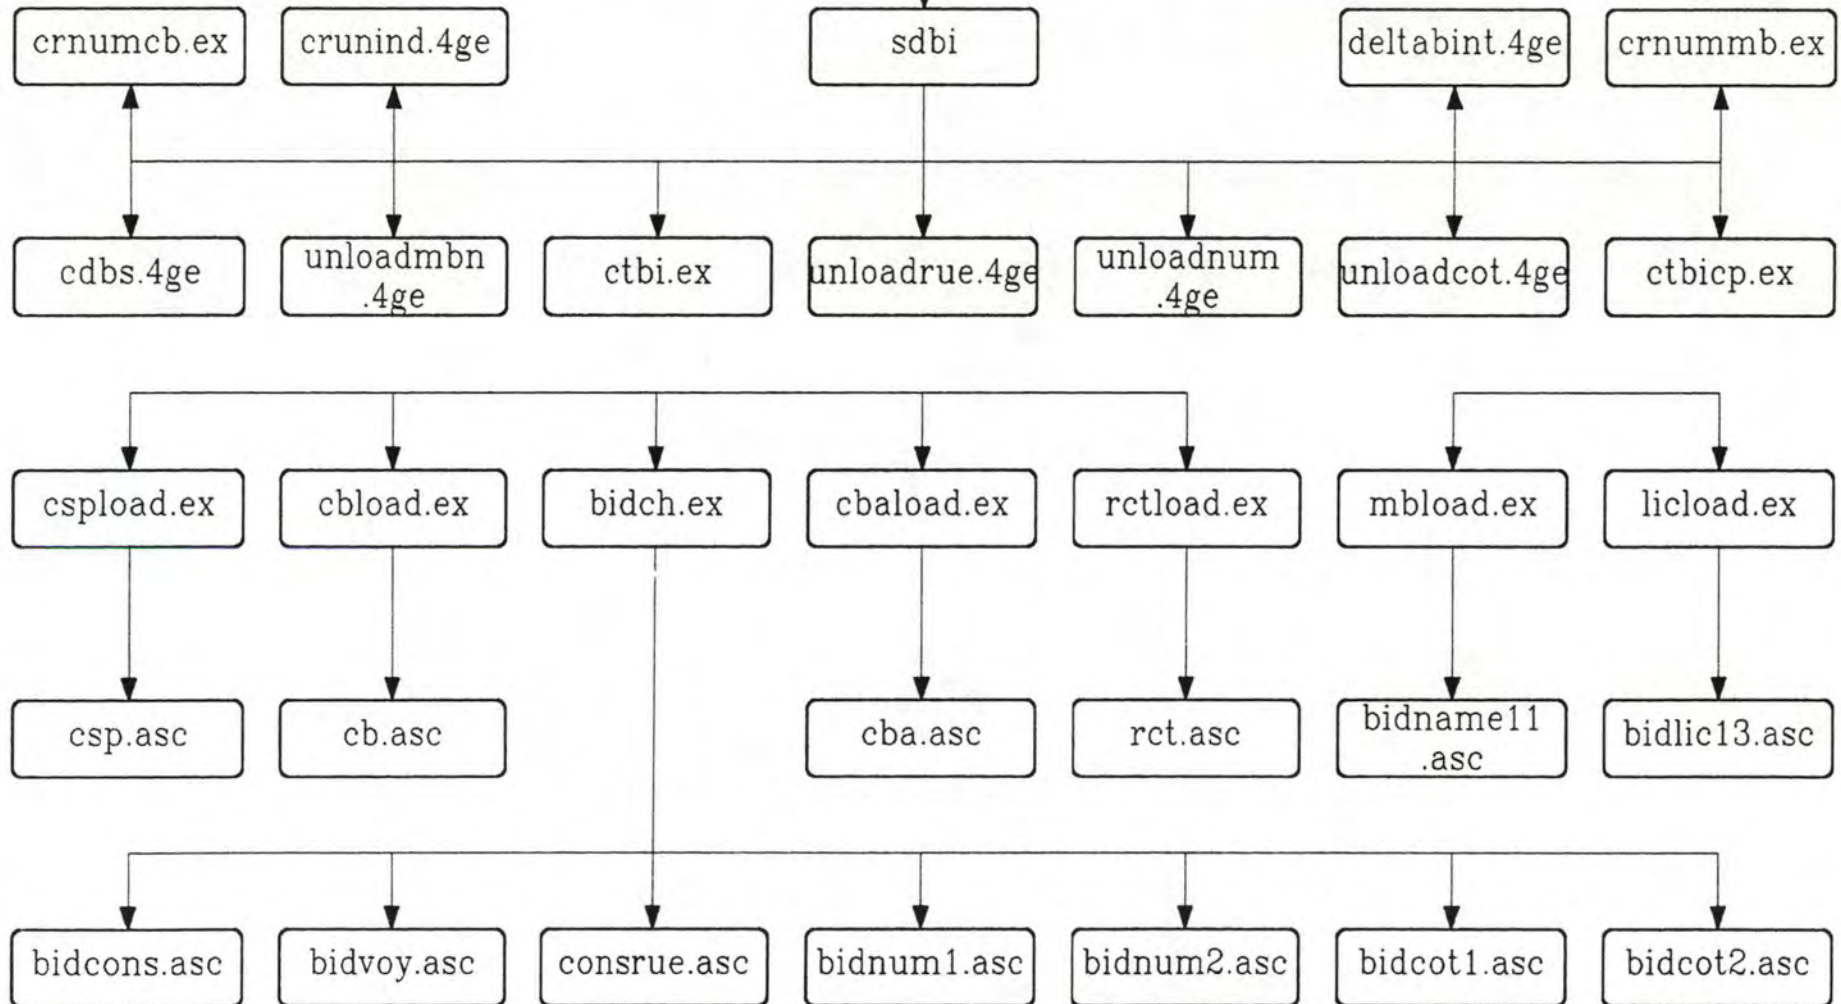 crnumcb.ex
crunind.4ge
sdbi
deltabint.4ge
crnummb.ex
cdbs.4ge
unloadmbn
.4ge
ctbi.ex
unloadrue.4ge
unloadnum
.4ge
unloadcot.4ge
ctbicp.ex
cspload.ex
cbload.ex
bidch.ex
cbaload.ex
rctload.ex
mbload.ex
licload.ex
csp.asc
cb.asc
cba.asc
rct.asc
bidname11
.asc
bidlic13.asc
bidcons.asc
bidvoy.asc
consrue.asc
bidnum1.asc
bidnum2.asc
bidcot1.asc
bidcot2.asc